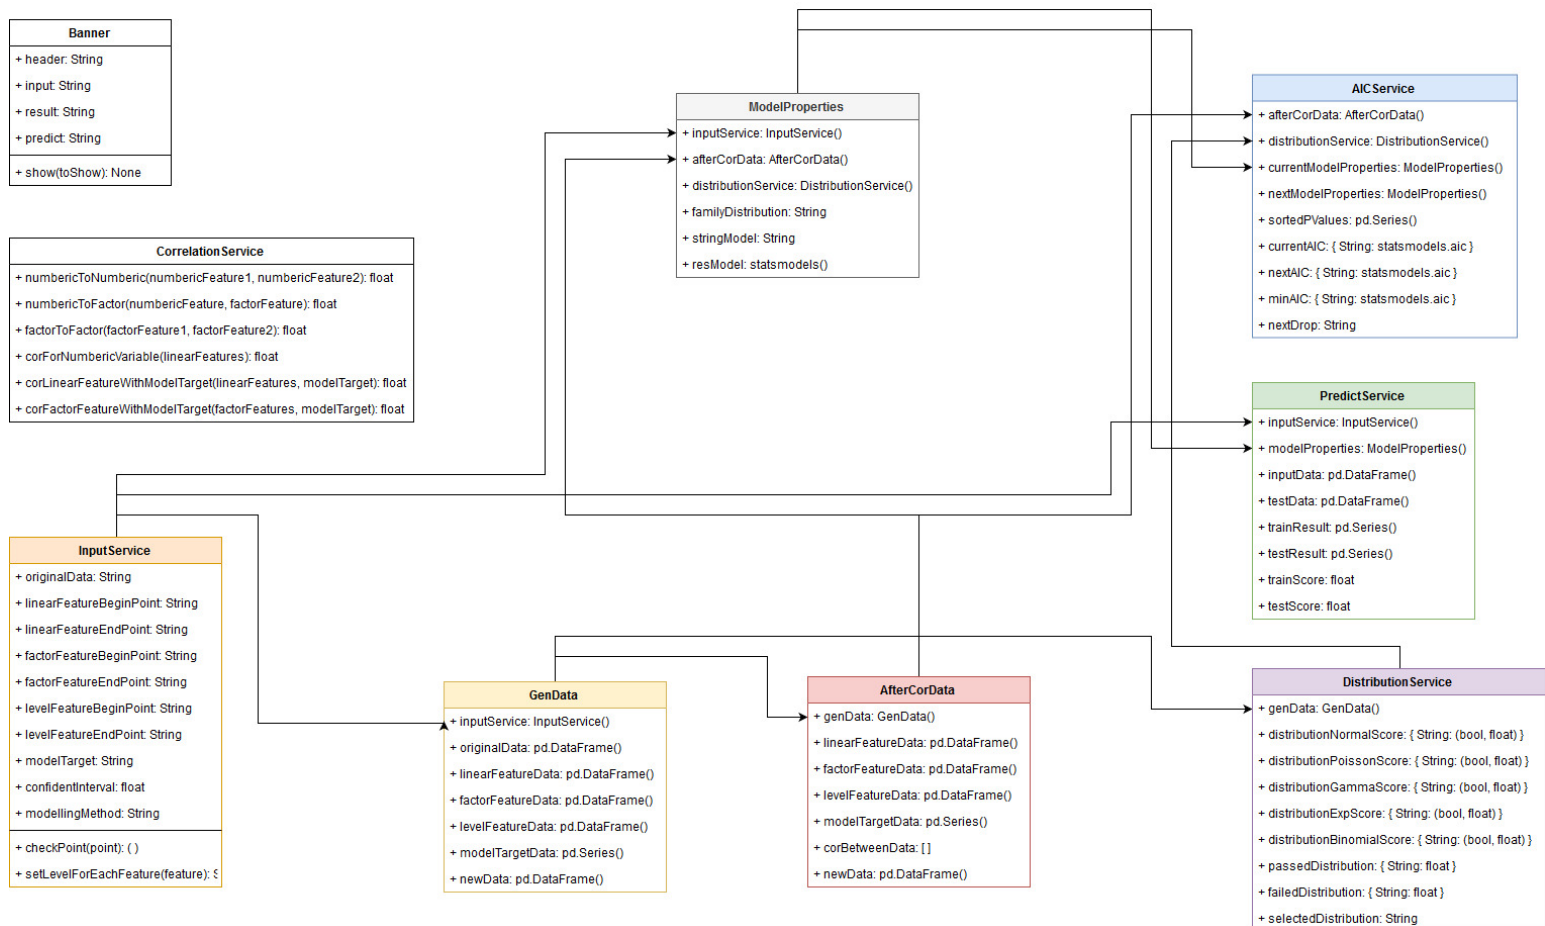 Banner
+ header: String
+ input: String
+ result: String
+ predict: String
+ show(toShow): None
CorrelationService
+ numbericToNumberic(numbericFeature1, numbericFeature2): float
+ numbericToFactor(numbericFeature, factorFeature): float
+ factorToFactor(factorFeature1, factorFeature2): float
+ corForNumbericVariable(linearFeatures): float
+ corLinearFeatureWithModelTarget(linearFeatures, modelTarget): float
+ corFactorFeatureWithModelTarget(factorFeatures, modelTarget): float
ModelProperties
+ inputService: InputService()
+ afterCorData: AfterCorData()
+ distributionService: DistributionService()
+ familyDistribution: String
+ stringModel: String
+ resModel: statsmodels()
AICService
+ afterCorData: AfterCorData()
+ distributionService: DistributionService()
+ currentModelProperties: ModelProperties()
+ nextModelProperties: ModelProperties()
+ sortedPValues: pd.Series()
+ currentAIC: { String: statsmodels.aic }
+ nextAIC: { String: statsmodels.aic }
+ minAIC: { String: statsmodels.aic }
+ nextDrop: String
PredictService
+ inputService: InputService()
+ modelProperties: ModelProperties()
+ inputData: pd.DataFrame()
+ testData: pd.DataFrame()
+ trainResult: pd.Series()
+ testResult: pd.Series()
+ trainScore: float
+ testScore: float
InputService
+ originalData: String
+ linearFeatureBeginPoint: String
+ linearFeatureEndPoint: String
+ factorFeatureBeginPoint: String
+ factorFeatureEndPoint: String
+ levelFeatureBeginPoint: String
+ levelFeatureEndPoint: String
+ modelTarget: String
+ confidentInterval: float
+ modellingMethod: String
+ checkPoint(point): ( )
+ setLevelForEachFeature(feature): S
GenData
+ inputService: InputService()
+ originalData: pd.DataFrame()
+ linearFeatureData: pd.DataFrame()
+ factorFeatureData: pd.DataFrame()
+ levelFeatureData: pd.DataFrame()
+ modelTargetData: pd.Series()
+ newData: pd.DataFrame()
AfterCorData
+ genData: GenData()
+ linearFeatureData: pd.DataFrame()
+ factorFeatureData: pd.DataFrame()
+ levelFeatureData: pd.DataFrame()
+ modelTargetData: pd.Series()
+ corBetweenData: [ ]
+ newData: pd.DataFrame()
DistributionService
+ genData: GenData()
+ distributionNormalScore: { String: (bool, float) }
+ distributionPoissonScore: { String: (bool, float) }
+ distributionGammaScore: { String: (bool, float) }
+ distributionExpScore: { String: (bool, float) }
+ distributionBinomialScore: { String: (bool, float) }
+ passedDistribution: { String: float }
+ failedDistribution: { String: float }
+ selectedDistribution: String